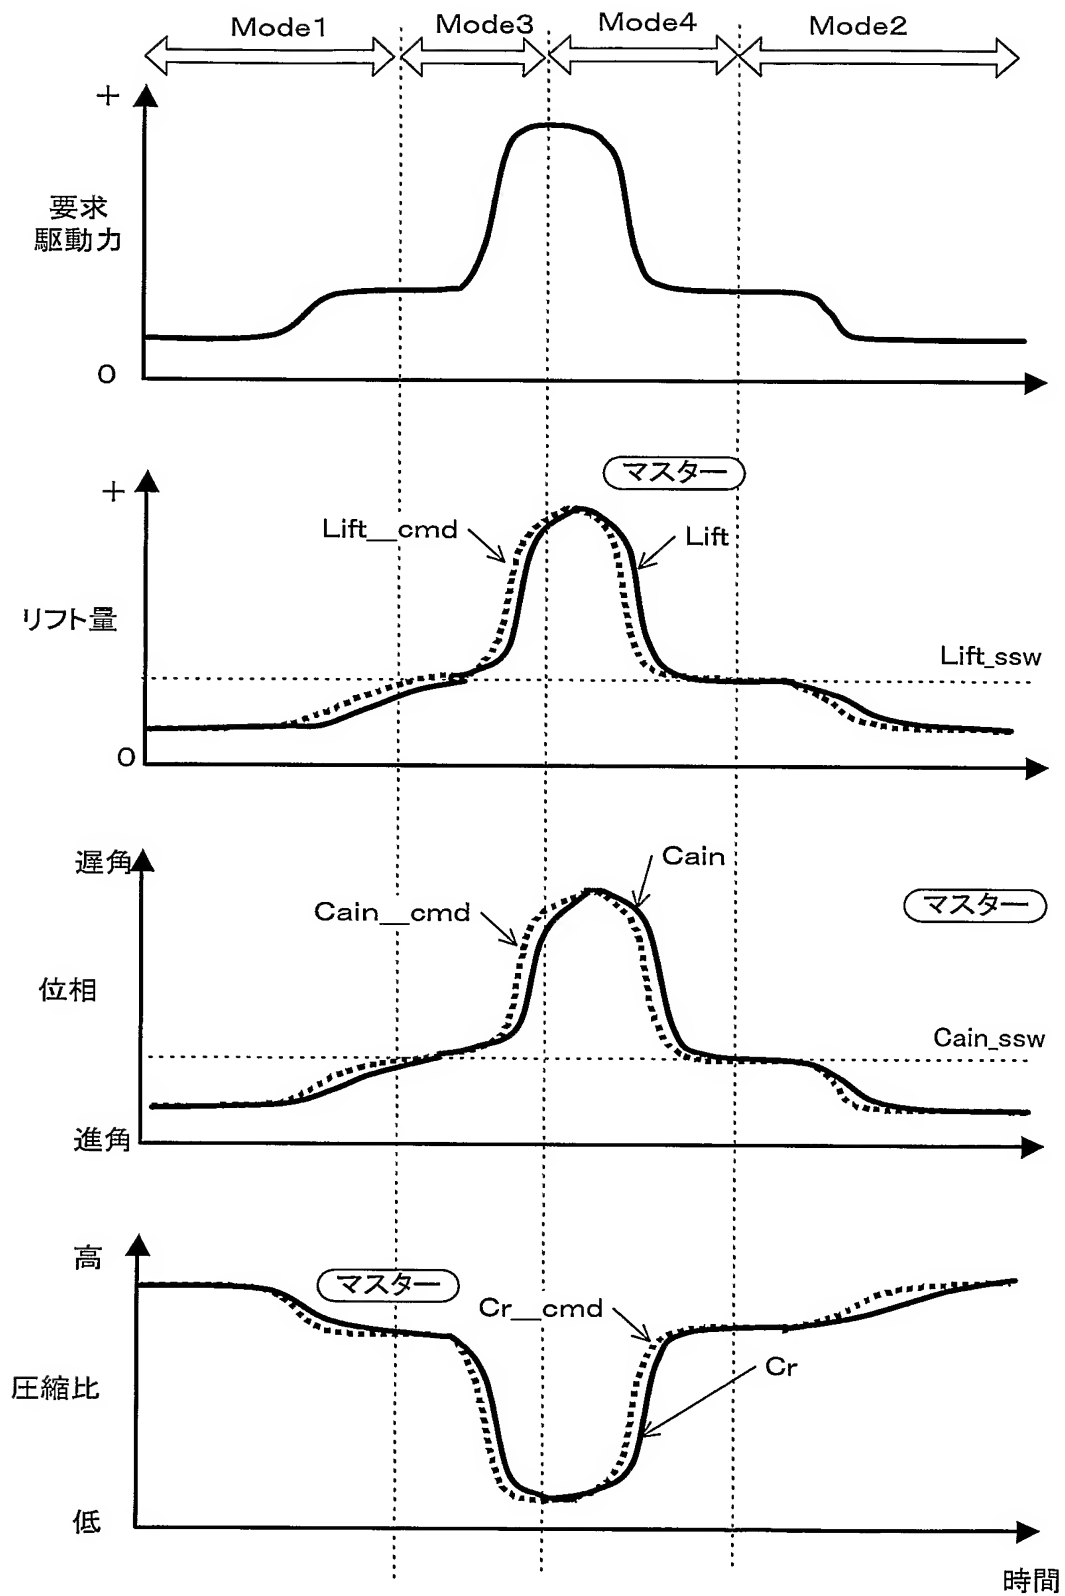 Mode1
Mode3
Mode4
Mode2
+
要求
駆動力
0
マスター
+
Lift__cmd
Lift
リフト量
Lift_ssw
0
遅角
Cain
Cain__cmd
マスター
位相
Cain_ssw
進角
高
マスター
Cr__cmd
圧縮比
Cr
低
時間